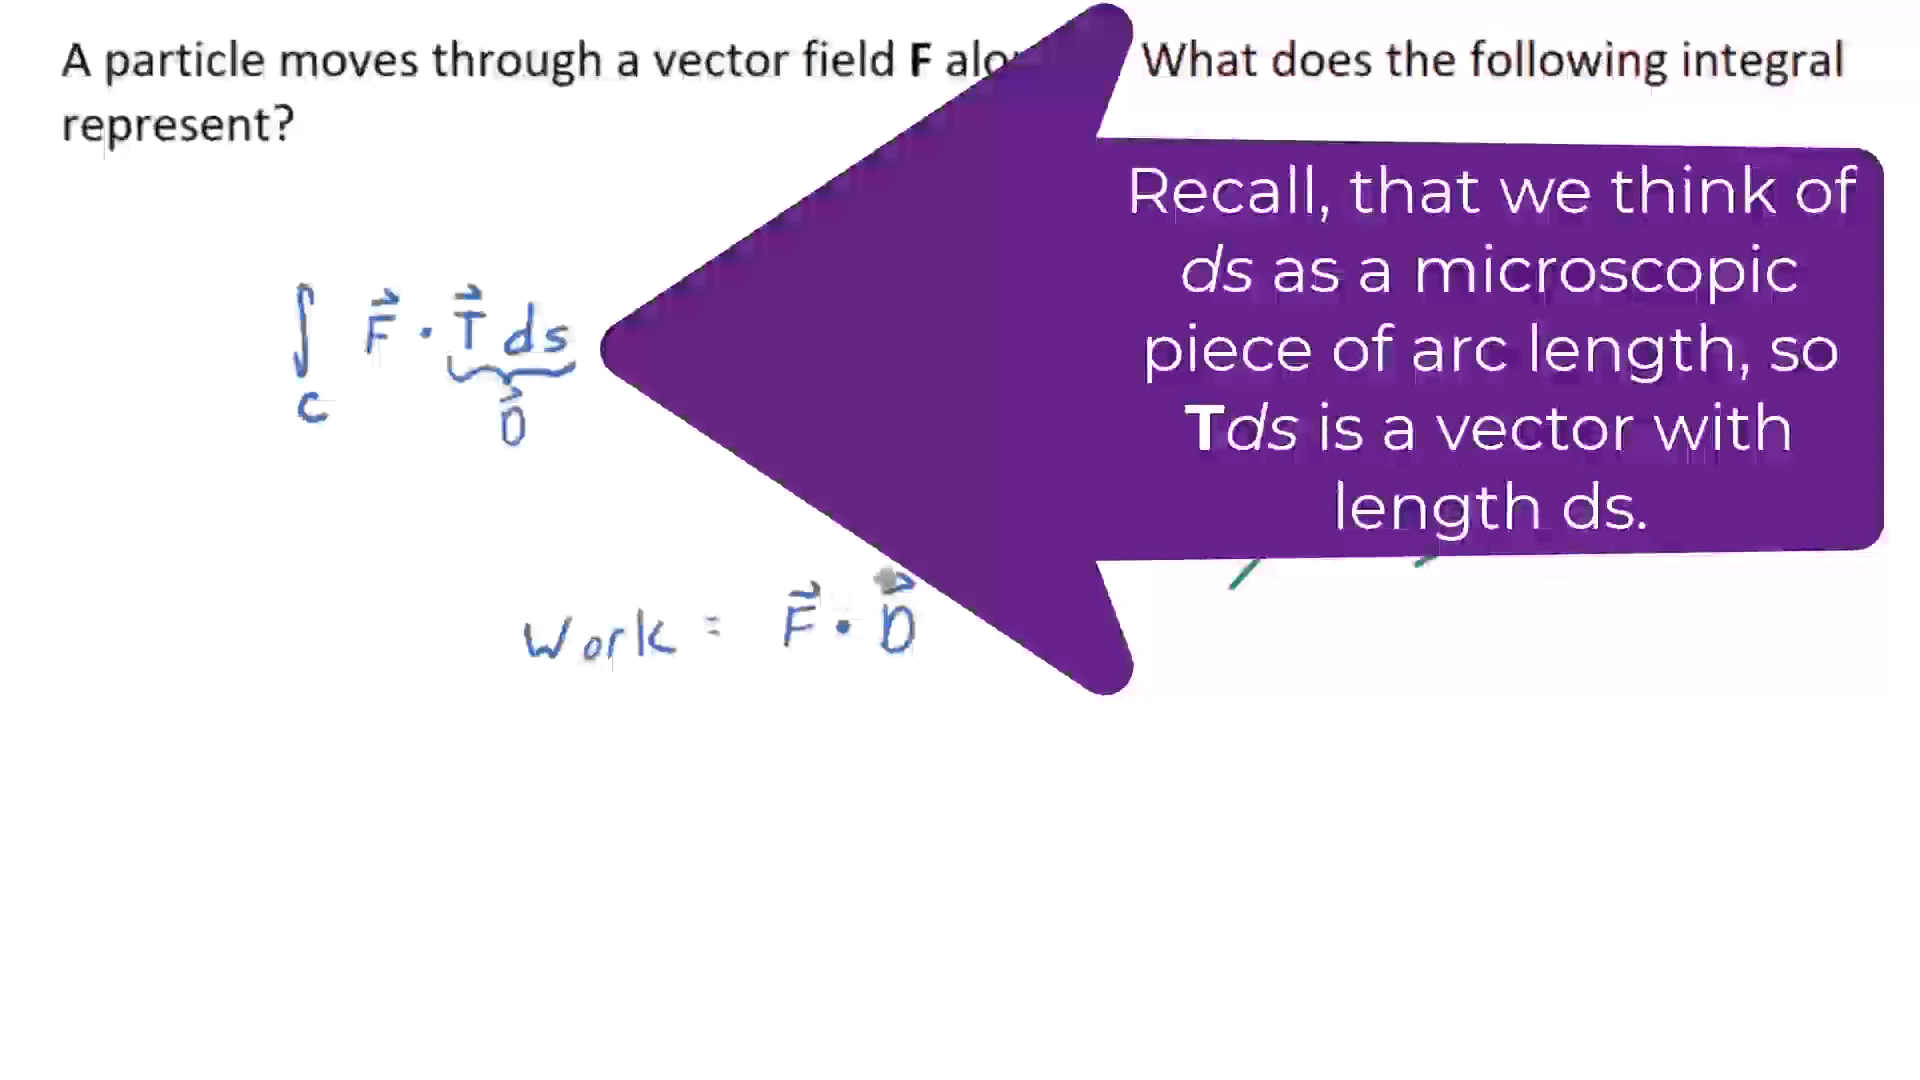 A particle moves through a vector field F alo What does the following integral
represent?
Recall, that we think of
ds as a microscopic
piece of arc length, so
Tds is a vector with
length ds.
∫ F⃗ · T⃗ ds
C D⃗
Work = F⃗ · D⃗